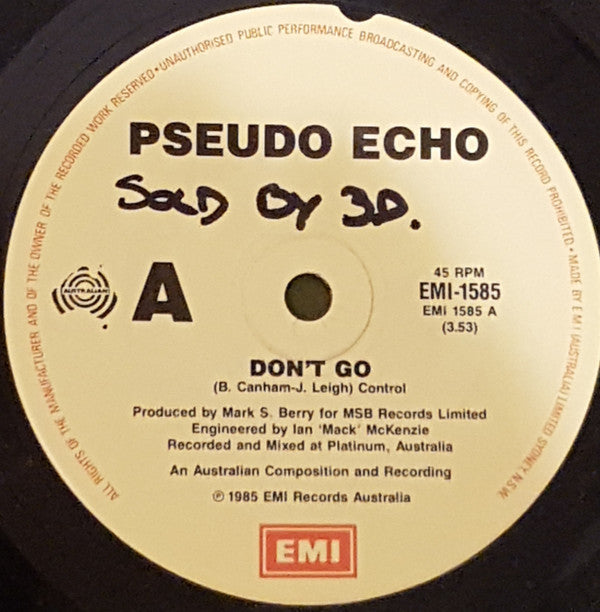 ALL RIGHTS OF THE MANUFACTURER AND OF THE OWNER OF THE RECORDED WORK RESERVED•UNAUTHORISED PUBLIC PERFORMANCE BROADCASTING AND COPYING OF THIS RECORD PROHIBITED•MADE BY EMI (AUSTRALIA) LIMITED SYDNEY N.S.W.
PSEUDO ECHO
SOLD BY 3D.
AUSTRALIAN
A
45 RPM
EMI-1585
EMI 1585 A
(3.53)
DON'T GO
(B. Canham-J. Leigh) Control
Produced by Mark S. Berry for MSB Records Limited
Engineered by Ian 'Mack' McKenzie
Recorded and Mixed at Platinum, Australia
An Australian Composition and Recording
℗ 1985 EMI Records Australia
EMI